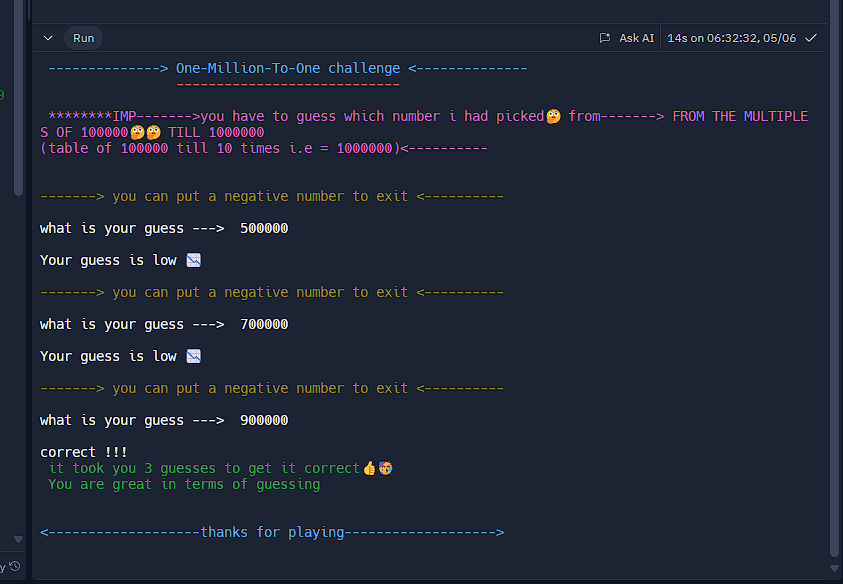 Run
Ask AI
14s on 06:32:32, 05/06
9
--------------> One-Million-To-One challenge <--------------
----------------------------
********IMP------->you have to guess which number i had picked🤔 from-------> FROM THE MULTIPLE
S OF 100000🤔🤔 TILL 1000000
(table of 100000 till 10 times i.e = 1000000)<----------
-------> you can put a negative number to exit <----------
what is your guess --->  500000
Your guess is low 📉
-------> you can put a negative number to exit <----------
what is your guess --->  700000
Your guess is low 📉
-------> you can put a negative number to exit <----------
what is your guess --->  900000
correct !!!
it took you 3 guesses to get it correct👍🥳
You are great in terms of guessing
<-------------------thanks for playing------------------->
y